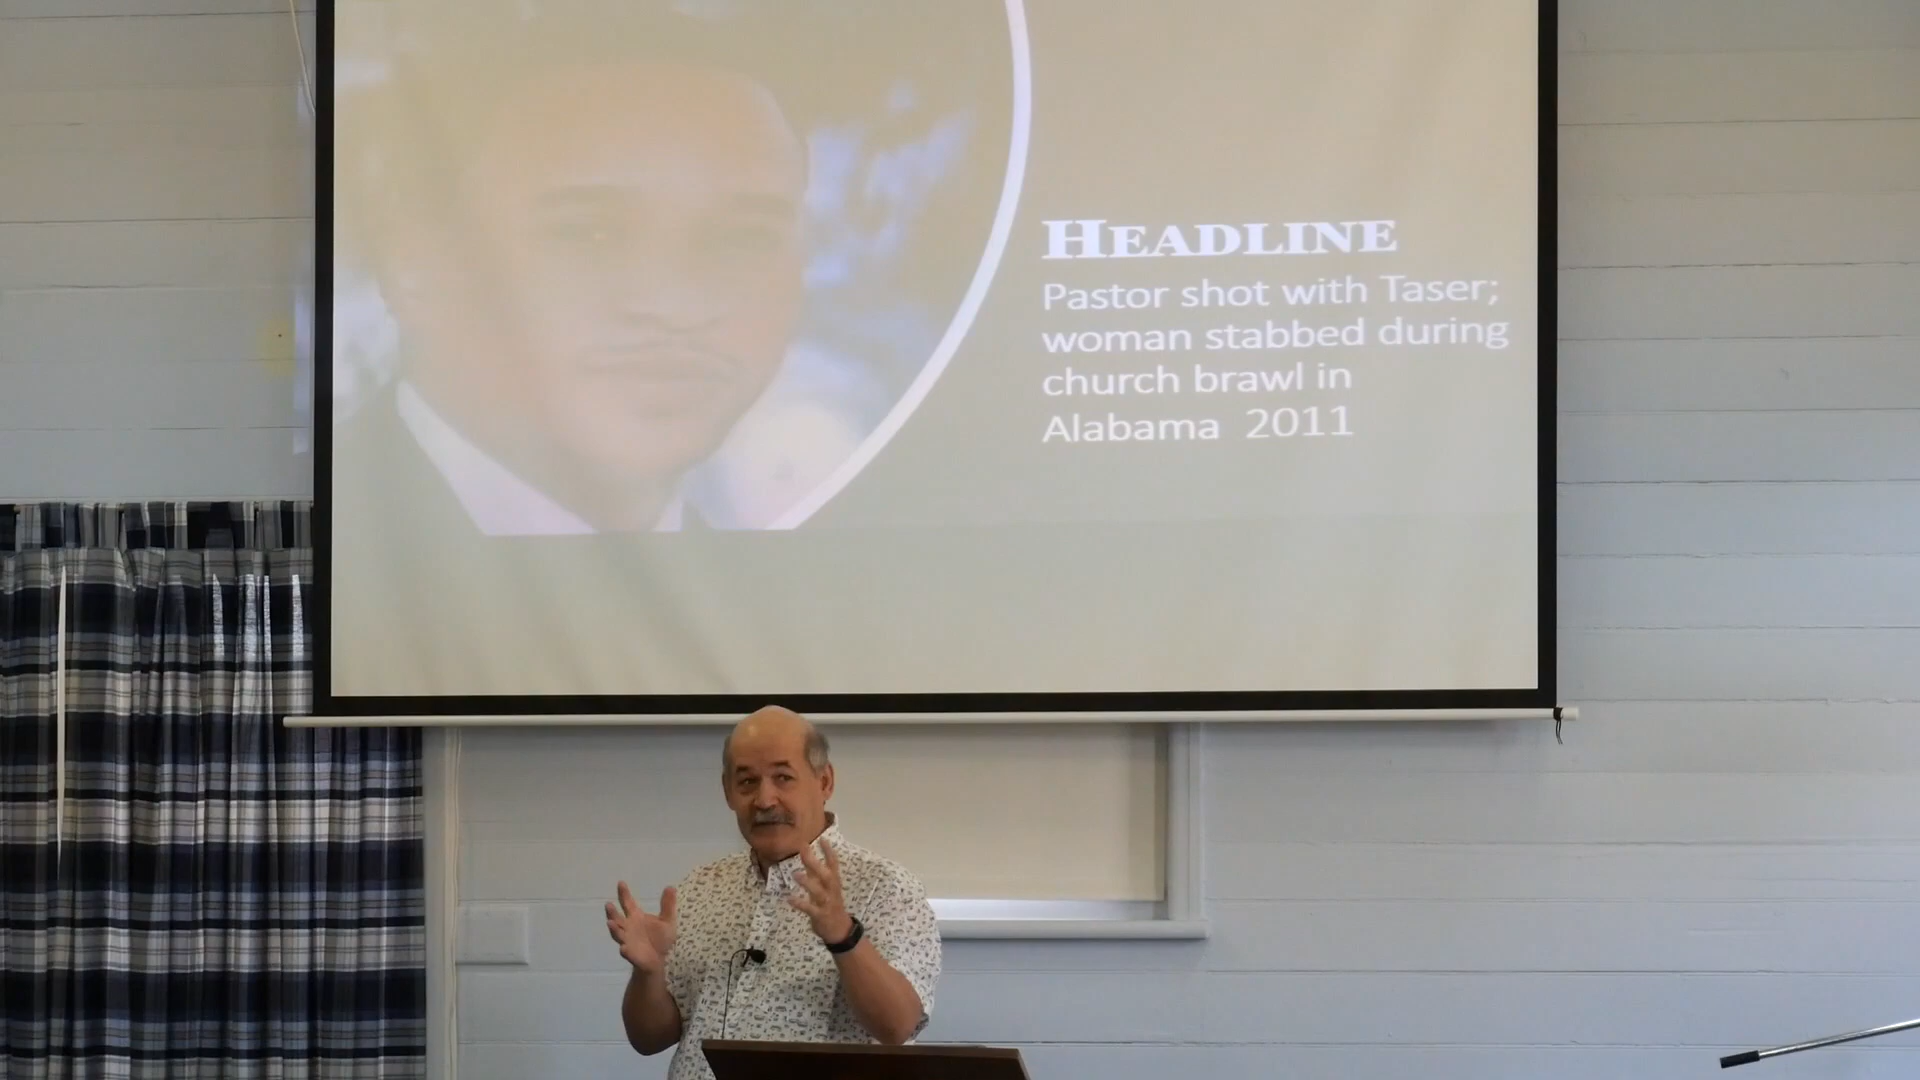 HEADLINE
Pastor shot with Taser;
woman stabbed during
church brawl in
Alabama 2011